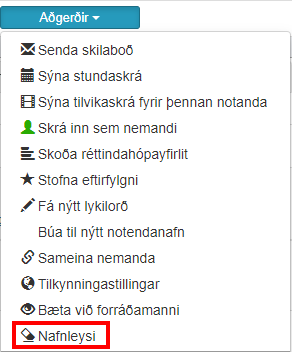 Aðgerðir
Senda skilaboð
Sýna stundaskrá
Sýna tilvikaskrá fyrir þennan notanda
Skrá inn sem nemandi
Skoða réttindahópayfirlit
Stofna eftirfylgni
Fá nýtt lykilorð
Búa til nýtt notendanafn
Sameina nemanda
Tilkynningastillingar
Bæta við forráðamanni
Nafnleysi